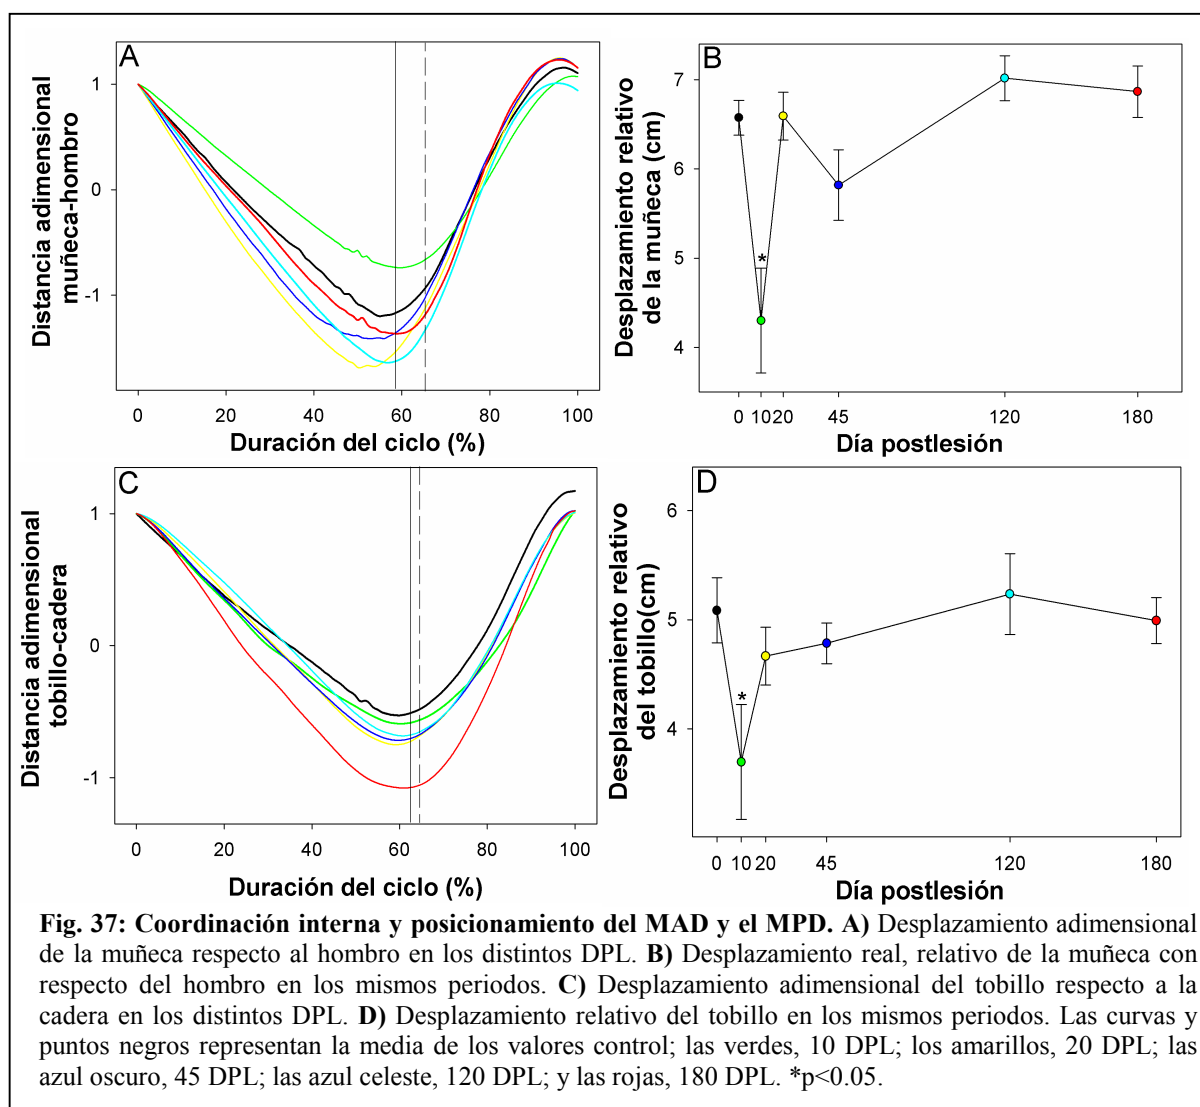 A
1
0
-1
Distancia adimensional
muñeca-hombro
0 20 40 60 80 100
Duración del ciclo (%)
B
7
6
5
4
*
Desplazamiento relativo
de la muñeca (cm)
0 10 20 45 120 180
Día postlesión
C
1
0
-1
Distancia adimensional
tobillo-cadera
0 20 40 60 80 100
Duración del ciclo (%)
D
6
5
4
*
Desplazamiento relativo
del tobillo(cm)
0 10 20 45 120 180
Día postlesión
Fig. 37: Coordinación interna y posicionamiento del MAD y el MPD. A) Desplazamiento adimensional
de la muñeca respecto al hombro en los distintos DPL. B) Desplazamiento real, relativo de la muñeca con
respecto del hombro en los mismos periodos. C) Desplazamiento adimensional del tobillo respecto a la
cadera en los distintos DPL. D) Desplazamiento relativo del tobillo en los mismos periodos. Las curvas y
puntos negros representan la media de los valores control; las verdes, 10 DPL; los amarillos, 20 DPL; las
azul oscuro, 45 DPL; las azul celeste, 120 DPL; y las rojas, 180 DPL. *p<0.05.